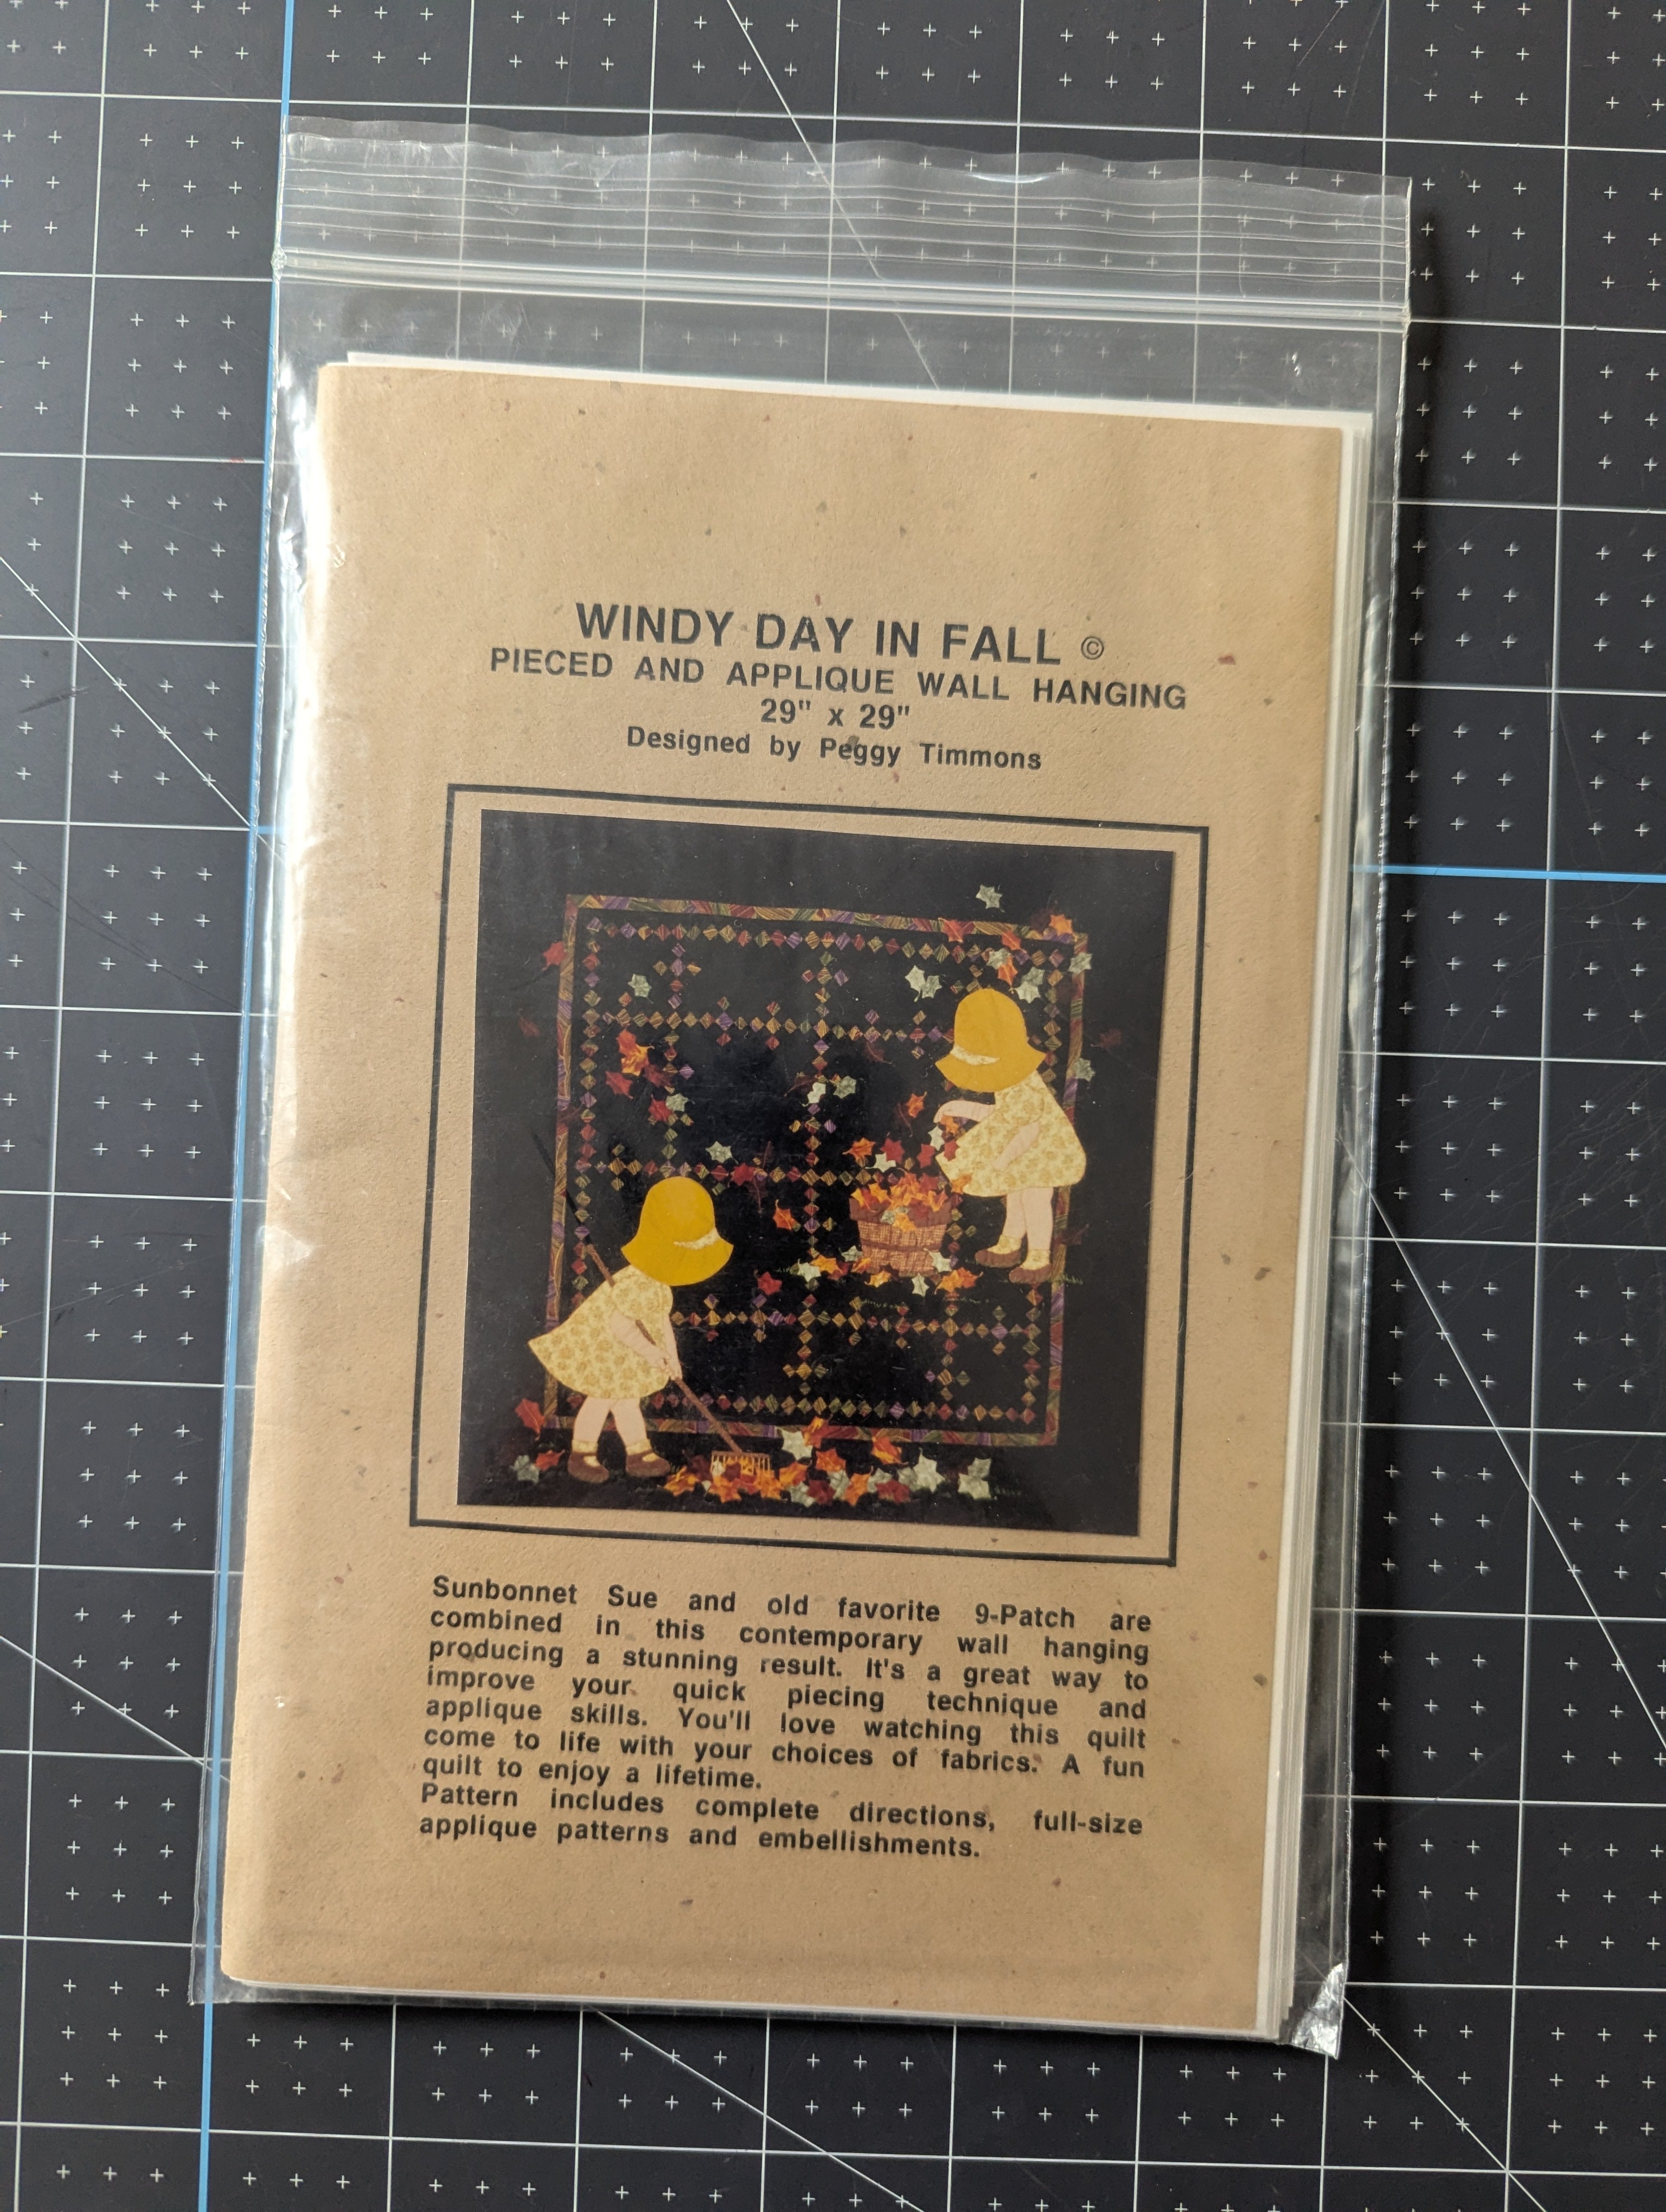 WINDY DAY IN FALL ©
PIECED AND APPLIQUE WALL HANGING
29" x 29"
Designed by Peggy Timmons
Sunbonnet Sue and old favorite 9-Patch are
combined in this contemporary wall hanging
producing a stunning result. It's a great way to
improve your quick piecing technique and
applique skills. You'll love watching this quilt
come to life with your choices of fabrics. A fun
quilt to enjoy a lifetime.
Pattern includes complete directions, full-size
applique patterns and embellishments.